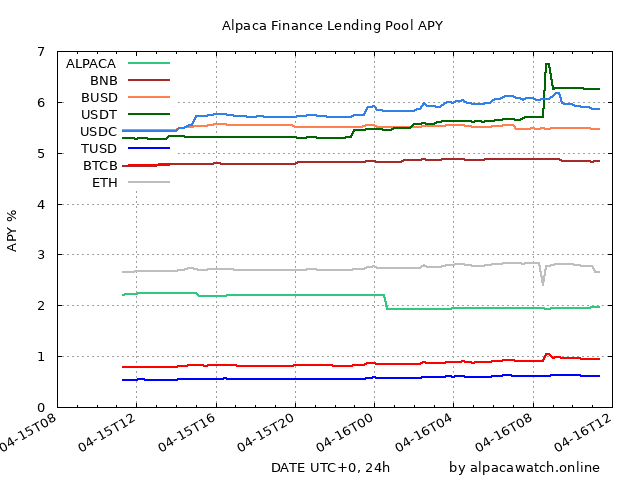 Alpaca Finance Lending Pool APY
7
6
5
4
3
2
1
0
APY %
ALPACA
BNB
BUSD
USDT
USDC
TUSD
BTCB
ETH
04-15T08
04-15T12
04-15T16
04-15T20
04-16T00
04-16T04
04-16T08
04-16T12
DATE UTC+0, 24h
by alpacawatch.online